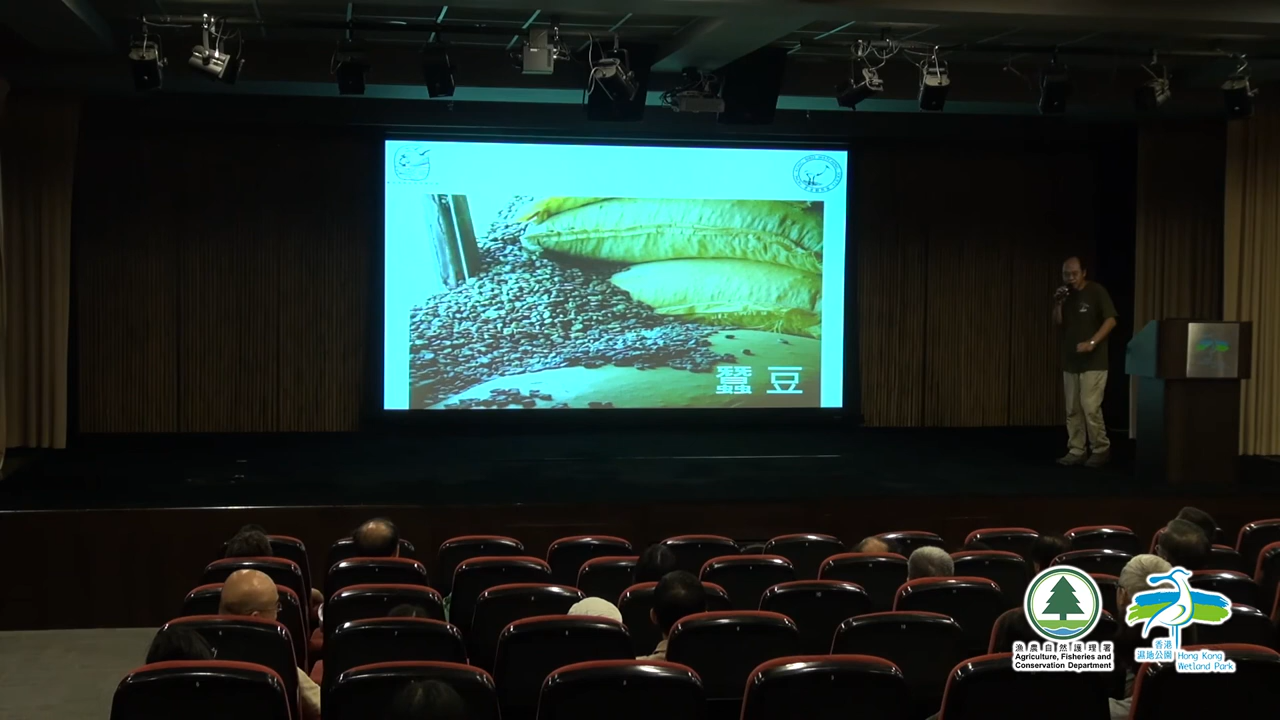 蠶豆
漁農自然護理署
Agriculture, Fisheries and
Conservation Department
香港
濕地公園
Hong Kong
Wetland Park